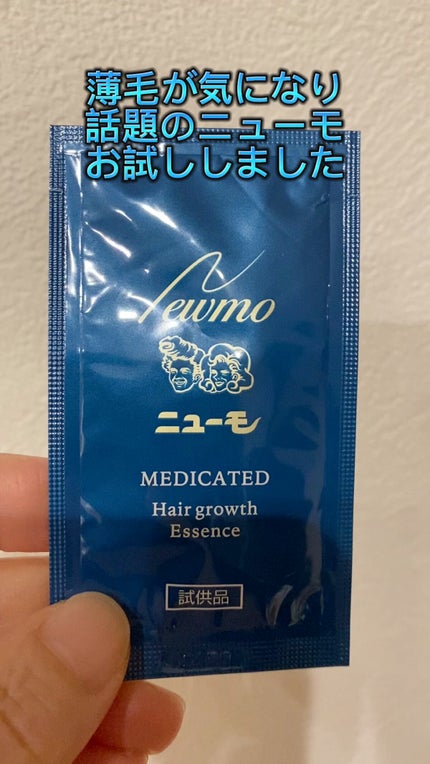 薄毛が気になり
話題のニューモ
お試ししました
Newmo
ニューモ
MEDICATED
Hair growth
Essence
試供品